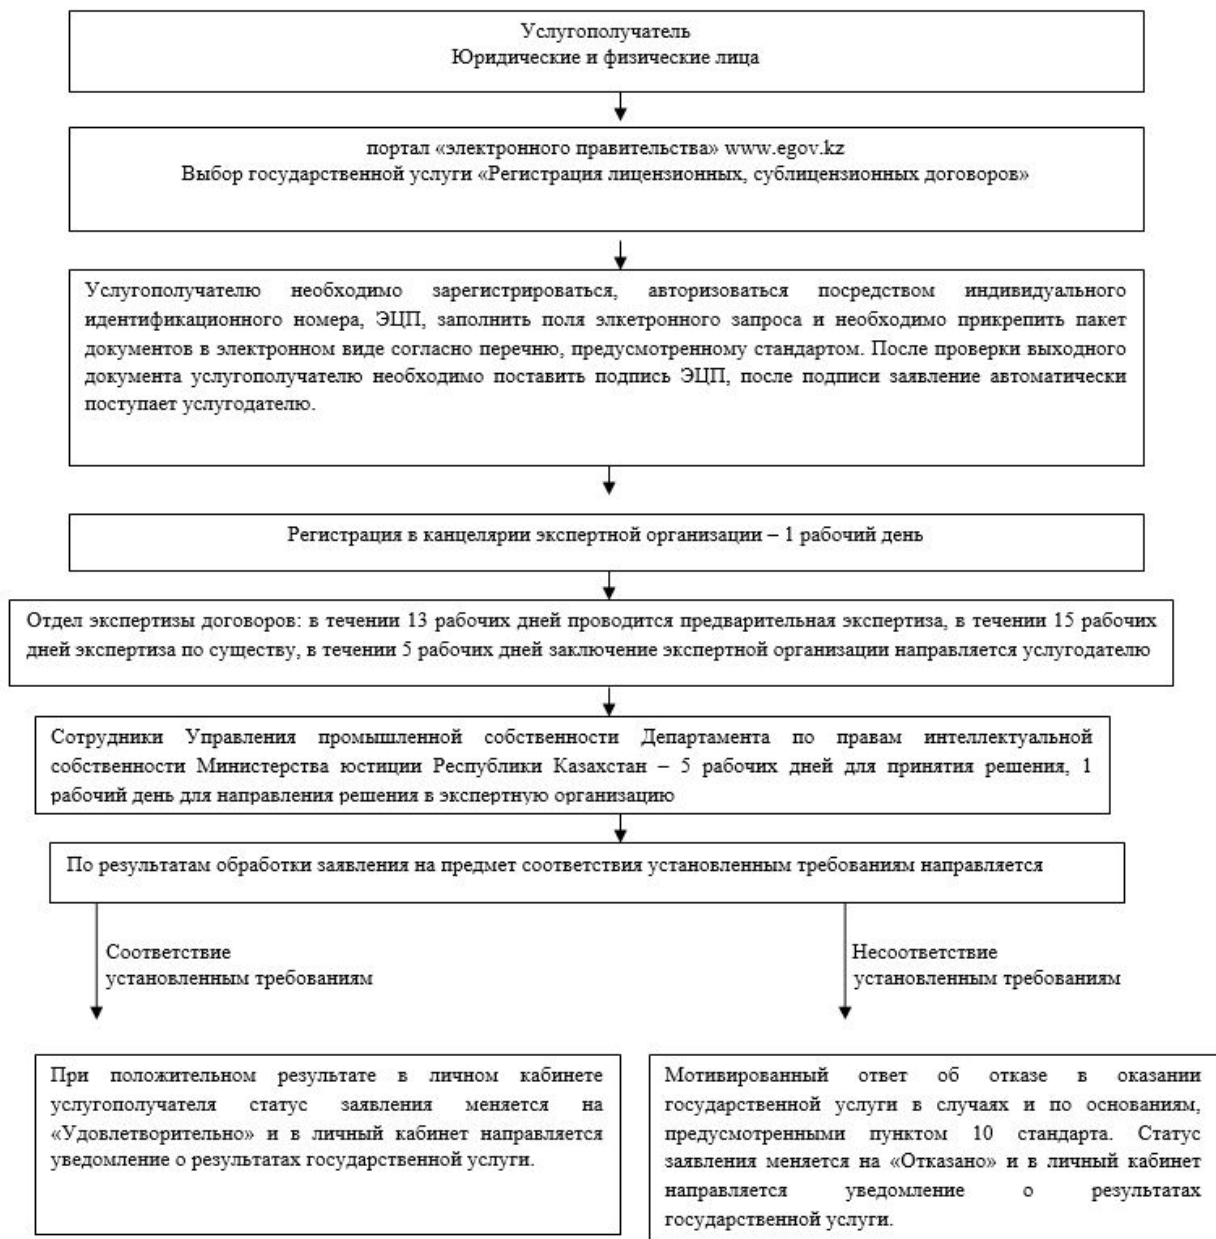 Услугополучатель
Юридические и физические лица
портал «электронного правительства» www.egov.kz
Выбор государственной услуги «Регистрация лицензионных, сублицензионных договоров»
Услугополучателю необходимо зарегистрироваться, авторизоваться посредством индивидуального
идентификационного номера, ЭЦП, заполнить поля элкетронного запроса и необходимо прикрепить пакет
документов в электронном виде согласно перечню, предусмотренному стандартом. После проверки выходного
документа услугополучателю необходимо поставить подпись ЭЦП, после подписи заявление автоматически
поступает услугодателю.
Регистрация в канцелярии экспертной организации – 1 рабочий день
Отдел экспертизы договоров: в течении 13 рабочих дней проводится предварительная экспертиза, в течении 15 рабочих
дней экспертиза по существу, в течении 5 рабочих дней заключение экспертной организации направляется услугодателю
Сотрудники Управления промышленной собственности Департамента по правам интеллектуальной
собственности Министерства юстиции Республики Казахстан – 5 рабочих дней для принятия решения, 1
рабочий день для направления решения в экспертную организацию
По результатам обработки заявления на предмет соответствия установленным требованиям направляется
Соответствие
установленным требованиям
Несоответствие
установленным требованиям
При положительном результате в личном кабинете
услугополучателя статус заявления меняется на
«Удовлетворительно» и в личный кабинет направляется
уведомление о результатах государственной услуги.
Мотивированный ответ об отказе в оказании
государственной услуги в случаях и по основаниям,
предусмотренными пунктом 10 стандарта. Статус
заявления меняется на «Отказано» и в личный кабинет
направляется уведомление о результатах
государственной услуги.